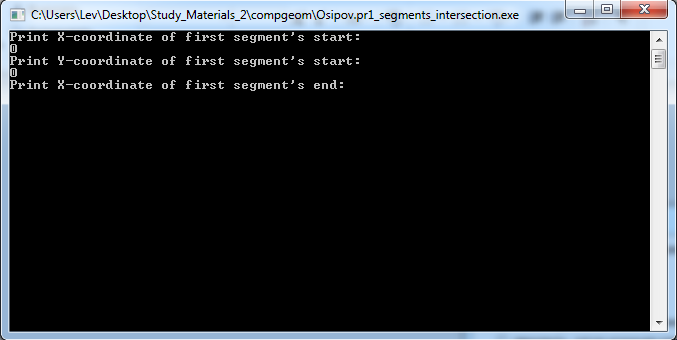 C:\Users\Lev\Desktop\Study_Materials_2\compgeom\Osipov.pr1_segments_intersection.exe
Print X-coordinate of first segment's start:
0
Print Y-coordinate of first segment's start:
0
Print X-coordinate of first segment's end: